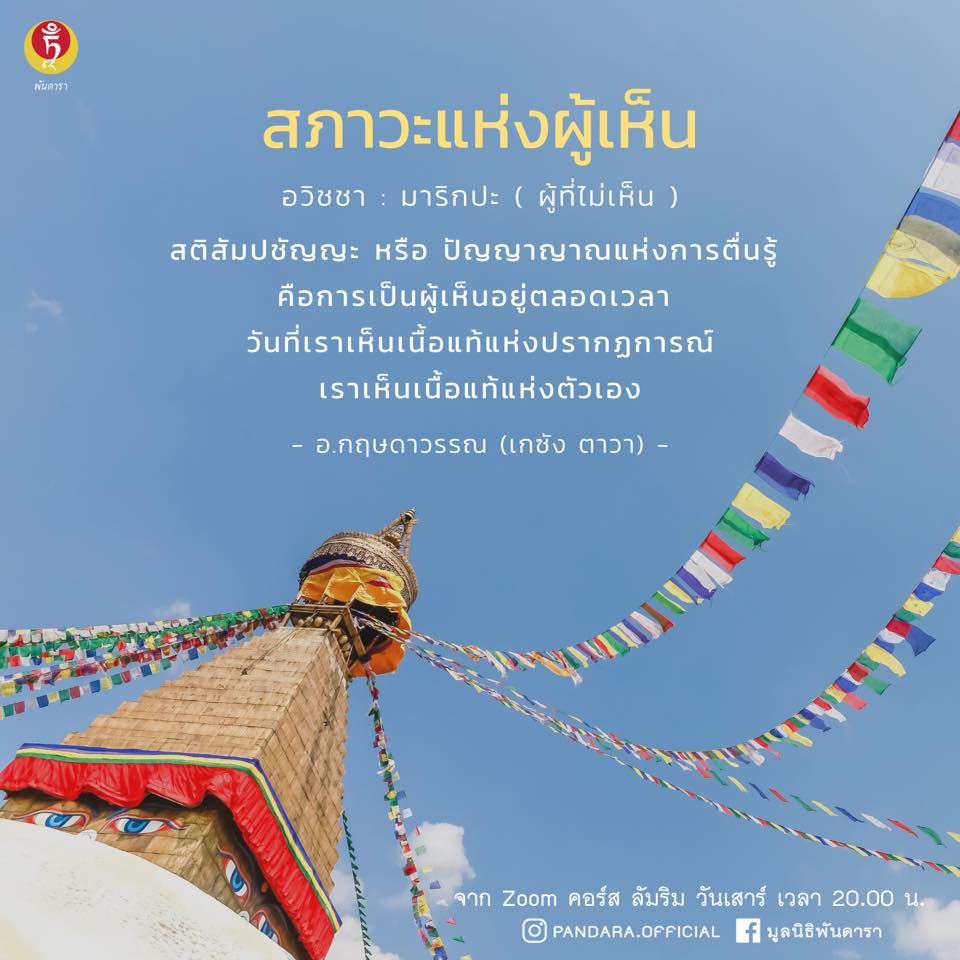 พันดารา
สภาวะแห่งผู้เห็น
อวิชชา : มาริกปะ ( ผู้ที่ไม่เห็น )
สติสัมปชัญญะ หรือ ปัญญาญาณแห่งการตื่นรู้
คือการเป็นผู้เห็นอยู่ตลอดเวลา
วันที่เราเห็นเนื้อแท้แห่งปรากฏการณ์
เราเห็นเนื้อแท้แห่งตัวเอง
- อ.กฤษดาวรรณ (เกซัง ตาวา) -
จาก Zoom คอร์ส ลัมริม วันเสาร์ เวลา 20.00 น.
PANDARA.OFFICIAL มูลนิธิพันดารา